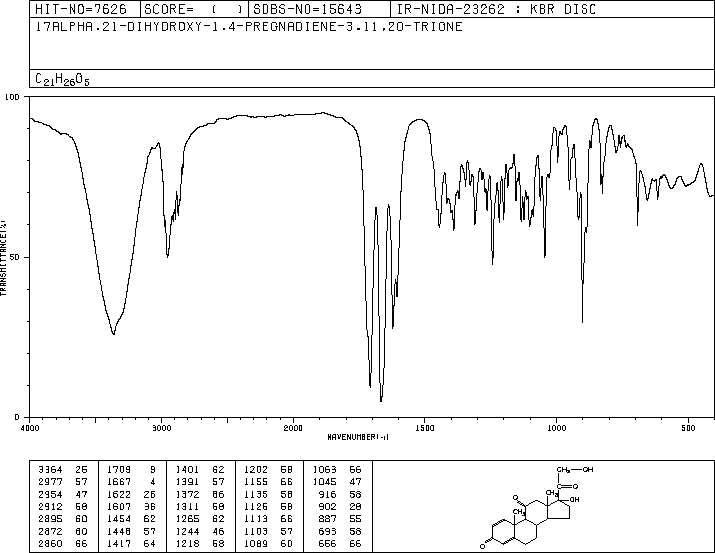 HIT-NO=7626 SCORE= ( ) SDBS-NO=15643 IR-NIDA-23262 : KBR DISC
17ALPHA,21-DIHYDROXY-1,4-PREGNADIENE-3,11,20-TRIONE
C21H26O5
100
50
0
TRANSMITTANCE(%)
4000 3000 2000 1500 1000 500
WAVENUMBER(-1)
3364 25 1709 9 1401 62 1202 58 1063 56
2977 57 1667 4 1391 57 1155 66 1045 47
2954 47 1622 26 1372 86 1135 58 916 58
2912 58 1607 36 1311 58 1126 58 902 28
2895 60 1454 62 1265 62 1113 66 887 55
2872 60 1448 57 1244 46 1103 57 693 58
2860 66 1417 64 1218 58 1089 60 656 66
CH2 OH
C O
CH3
OH
O
CH3
O